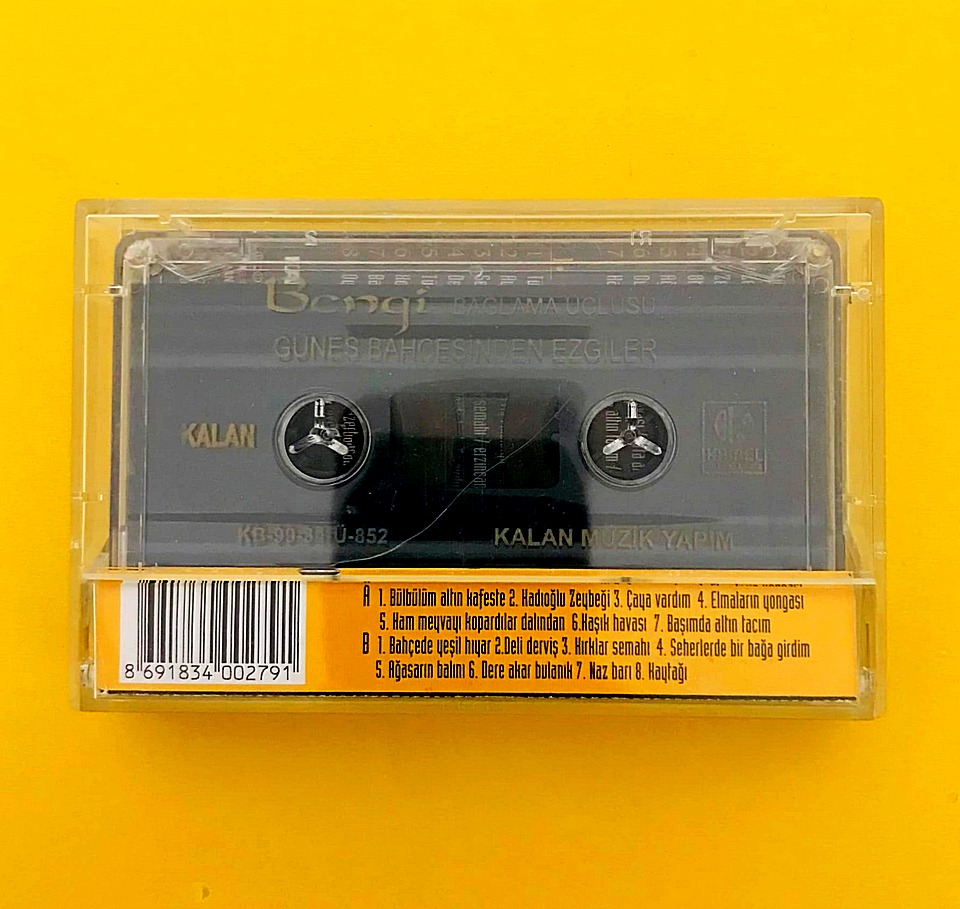 Bengi BAĞLAMA ÜÇLÜSÜ
GÜNEŞ BAHÇESİNDEN EZGİLER
KALAN
semahı / erzincan
KALAN MÜZİK YAPIM
A 1. Bülbülüm altın kafeste 2. Kadıoğlu Zeybeği 3. Çaya vardım 4. Elmaların yongası
5. Ham meyvayı kopardılar dalından 6.Kaşık havası 7. Başımda altın tacım
B 1. Bahçede yeşil hıyar 2.Deli derviş 3. Kırklar semahı 4. Seherlerde bir bağa girdim
5. Ağasarın balını 6. Dere akar bulanık 7. Naz barı 8. Kaytağı
8 691834 002791